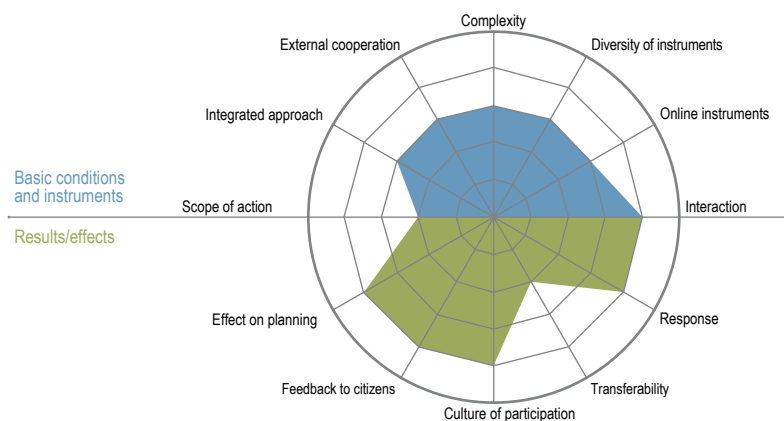 Complexity
External cooperation
Diversity of instruments
Integrated approach
Online instruments
Basic conditions
and instruments
Scope of action
Interaction
Results/effects
Effect on planning
Response
Feedback to citizens
Transferability
Culture of participation